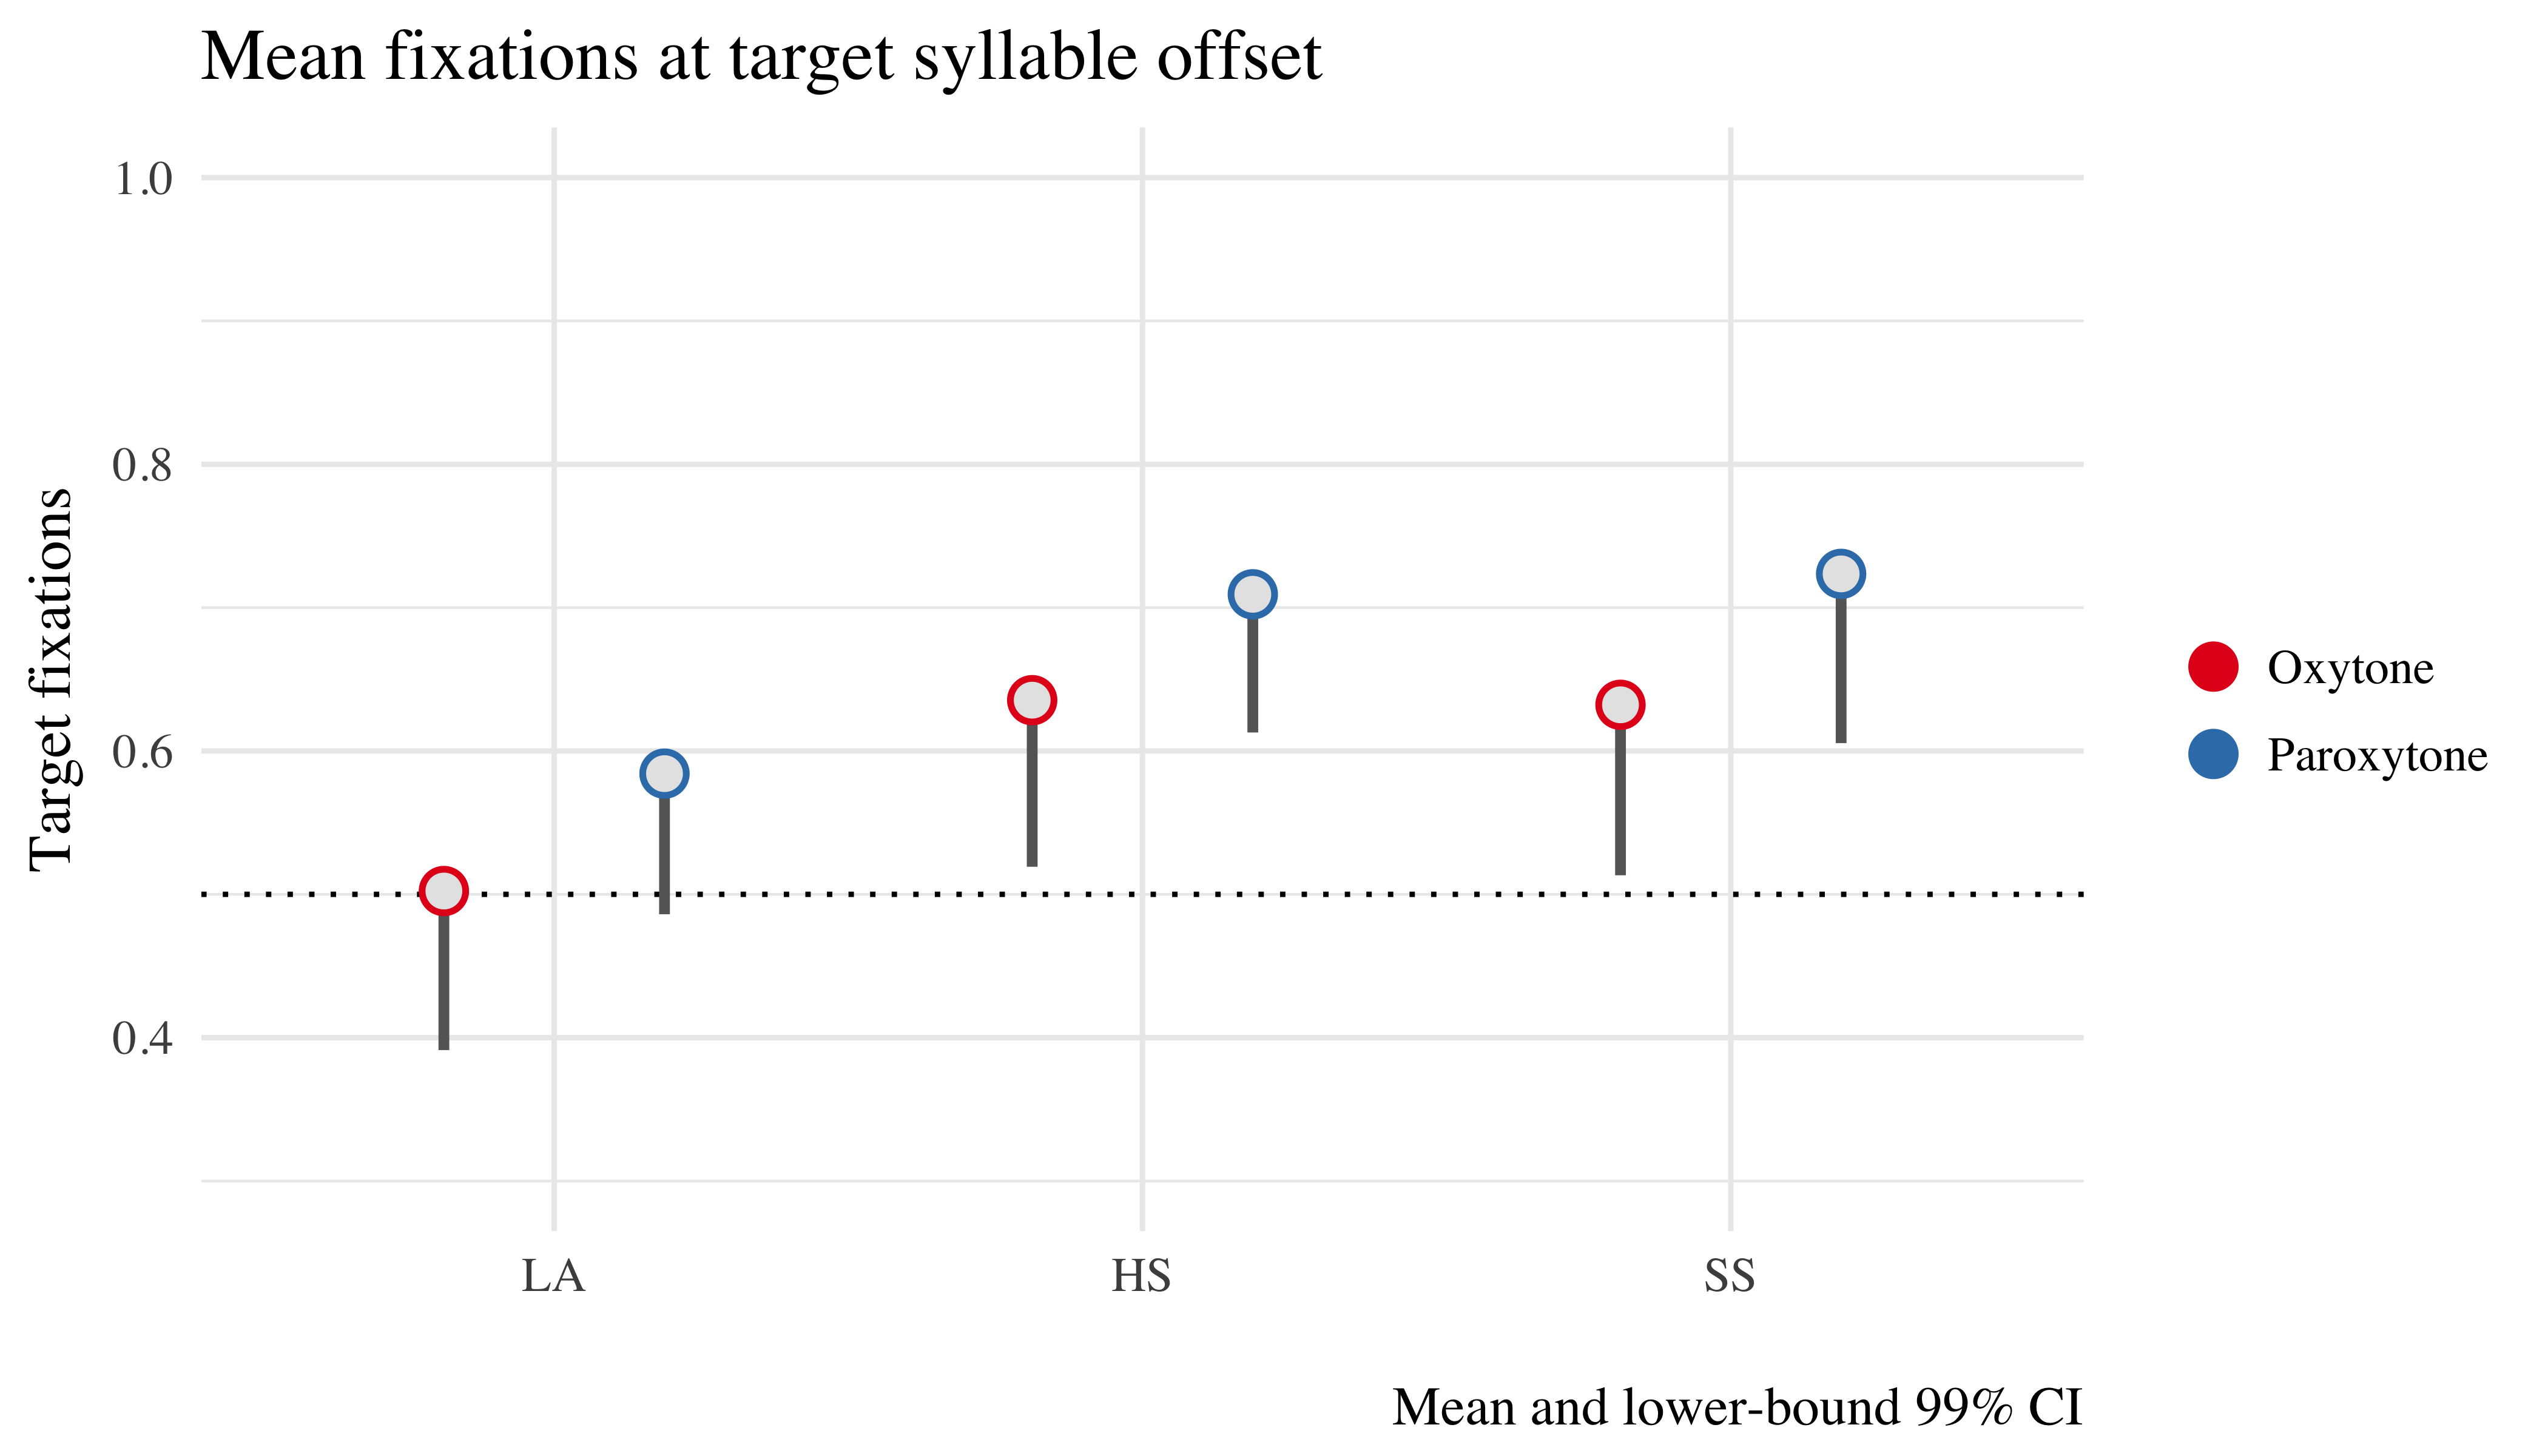 Mean fixations at target syllable offset
Target fixations
1.0
0.8
0.6
0.4
LA
HS
SS
Oxytone
Paroxytone
Mean and lower-bound 99% CI